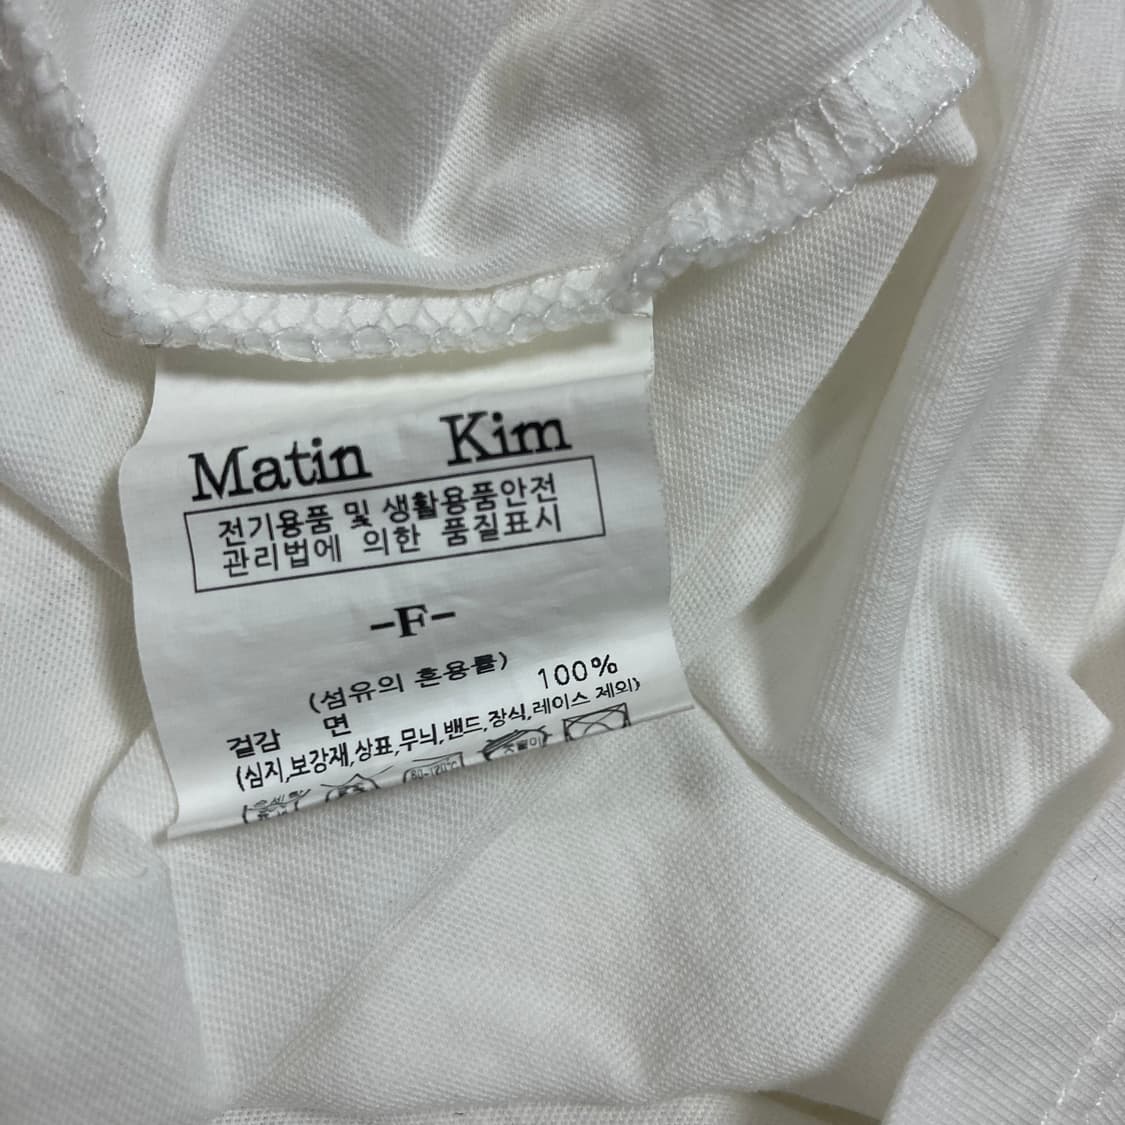 Matin Kim
전기용품 및 생활용품안전
관리법에 의한 품질표시
-F-
(섬유의 혼용률)
겉감 면 100%
(심지,보강재,상표,무늬,밴드,장식,레이스 제외)
80-120℃